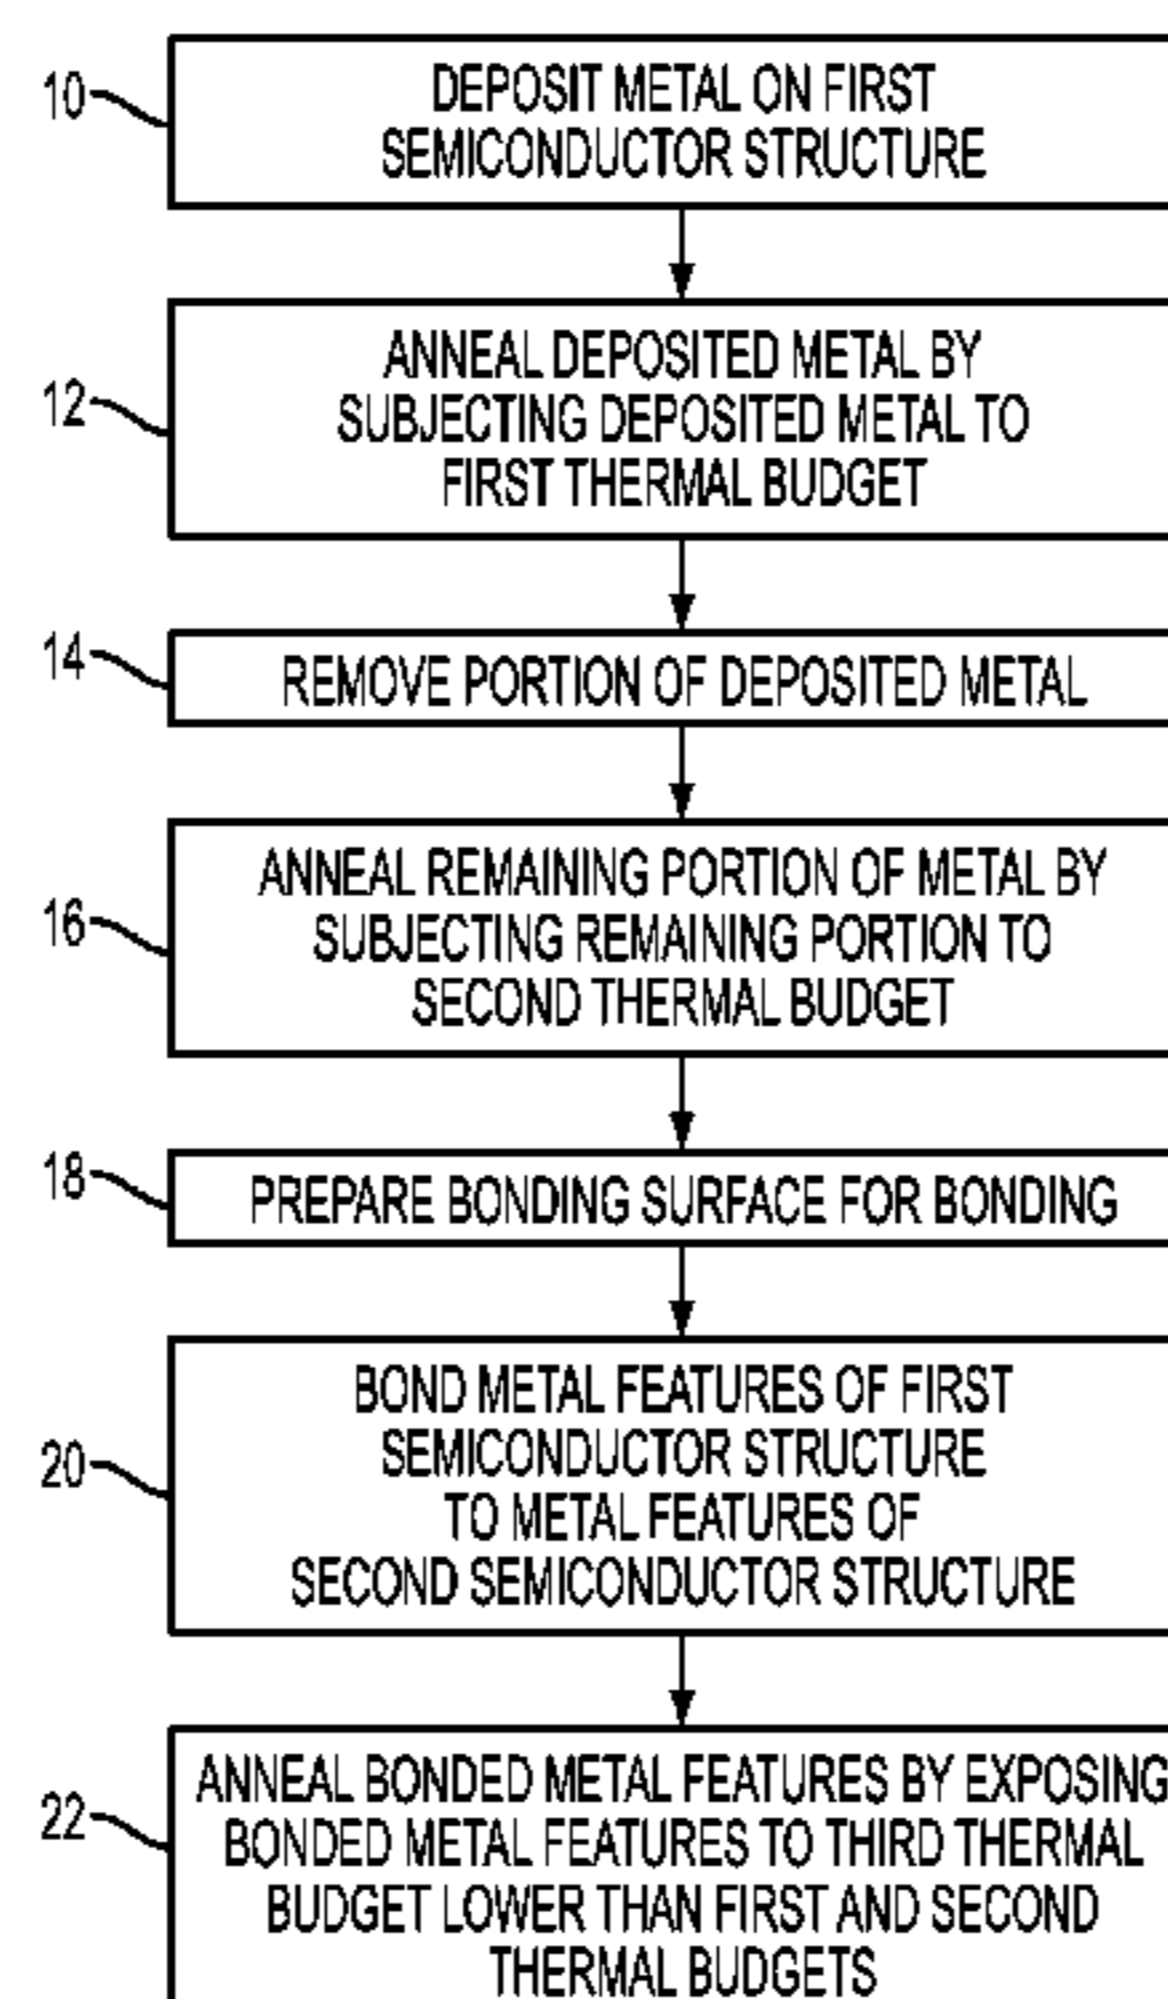 10
DEPOSIT METAL ON FIRST
SEMICONDUCTOR STRUCTURE
12
ANNEAL DEPOSITED METAL BY
SUBJECTING DEPOSITED METAL TO
FIRST THERMAL BUDGET
14
REMOVE PORTION OF DEPOSITED METAL
16
ANNEAL REMAINING PORTION OF METAL BY
SUBJECTING REMAINING PORTION TO
SECOND THERMAL BUDGET
18
PREPARE BONDING SURFACE FOR BONDING
20
BOND METAL FEATURES OF FIRST
SEMICONDUCTOR STRUCTURE
TO METAL FEATURES OF
SECOND SEMICONDUCTOR STRUCTURE
22
ANNEAL BONDED METAL FEATURES BY EXPOSING
BONDED METAL FEATURES TO THIRD THERMAL
BUDGET LOWER THAN FIRST AND SECOND
THERMAL BUDGETS